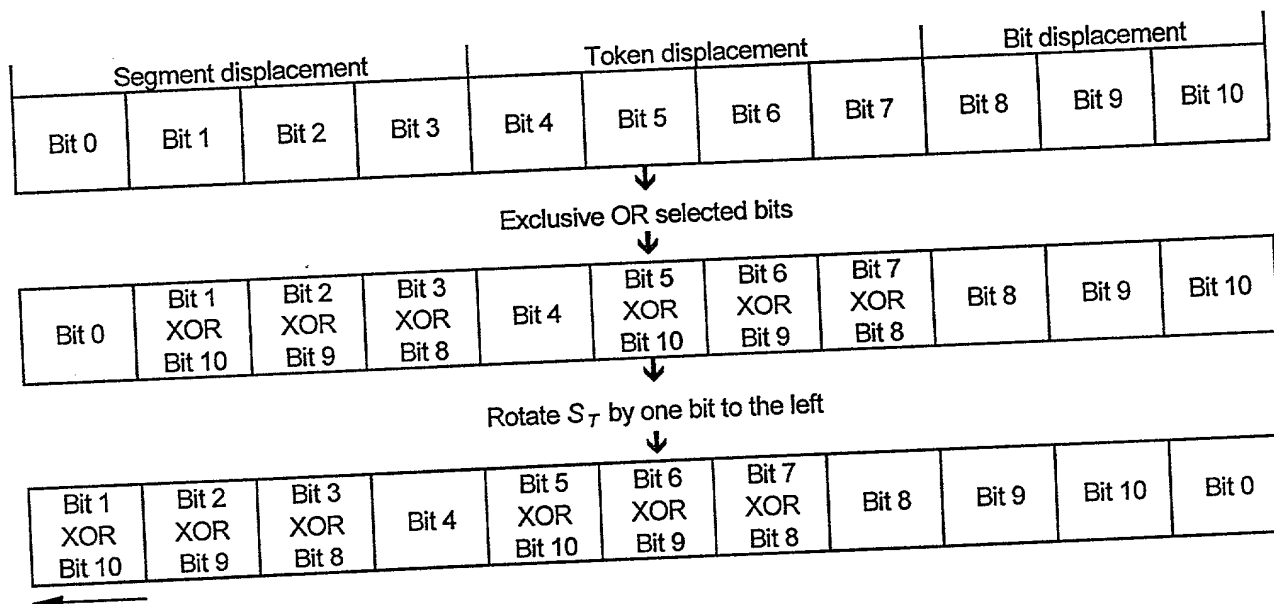 Segment displacement Token displacement Bit displacement
Bit 0 Bit 1 Bit 2 Bit 3 Bit 4 Bit 5 Bit 6 Bit 7 Bit 8 Bit 9 Bit 10
Exclusive OR selected bits
Bit 0
Bit 1
XOR
Bit 10
Bit 2
XOR
Bit 9
Bit 3
XOR
Bit 8
Bit 4
Bit 5
XOR
Bit 10
Bit 6
XOR
Bit 9
Bit 7
XOR
Bit 8
Bit 8
Bit 9
Bit 10
Rotate S_T by one bit to the left
Bit 1
XOR
Bit 10
Bit 2
XOR
Bit 9
Bit 3
XOR
Bit 8
Bit 4
Bit 5
XOR
Bit 10
Bit 6
XOR
Bit 9
Bit 7
XOR
Bit 8
Bit 8
Bit 9
Bit 10
Bit 0